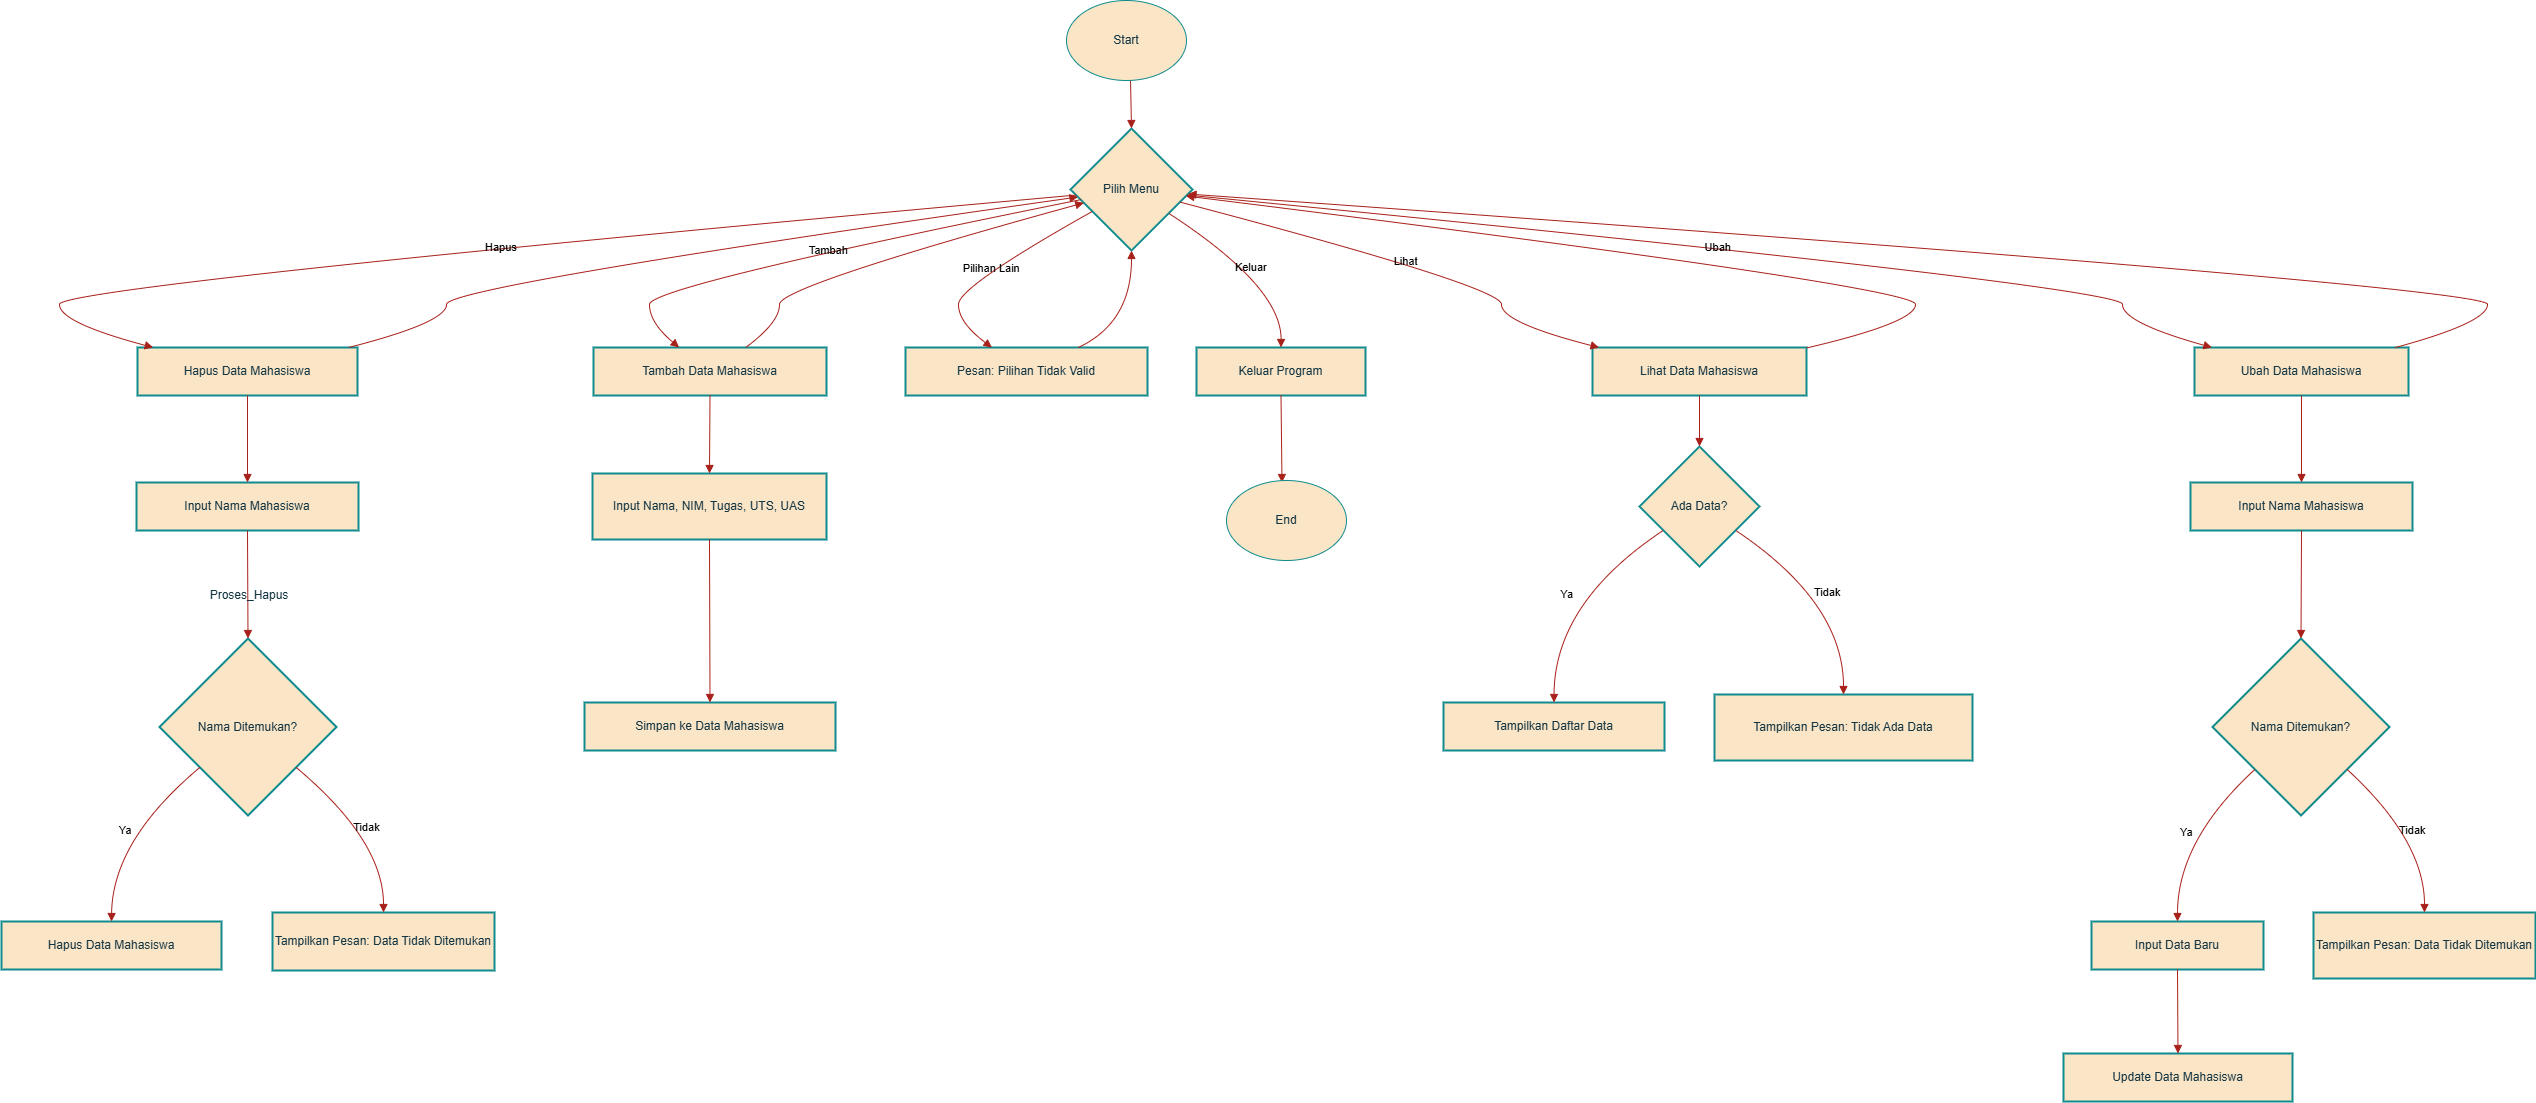 Start
Pilih Menu
Hapus
Tambah
Pilihan Lain
Keluar
Lihat
Ubah
Hapus Data Mahasiswa
Tambah Data Mahasiswa
Pesan: Pilihan Tidak Valid
Keluar Program
Lihat Data Mahasiswa
Ubah Data Mahasiswa
Input Nama Mahasiswa
Input Nama, NIM, Tugas, UTS, UAS
End
Ada Data?
Input Nama Mahasiswa
Proses_Hapus
Ya
Tidak
Nama Ditemukan?
Simpan ke Data Mahasiswa
Tampilkan Daftar Data
Tampilkan Pesan: Tidak Ada Data
Nama Ditemukan?
Ya
Tidak
Ya
Tidak
Hapus Data Mahasiswa
Tampilkan Pesan: Data Tidak Ditemukan
Input Data Baru
Tampilkan Pesan: Data Tidak Ditemukan
Update Data Mahasiswa